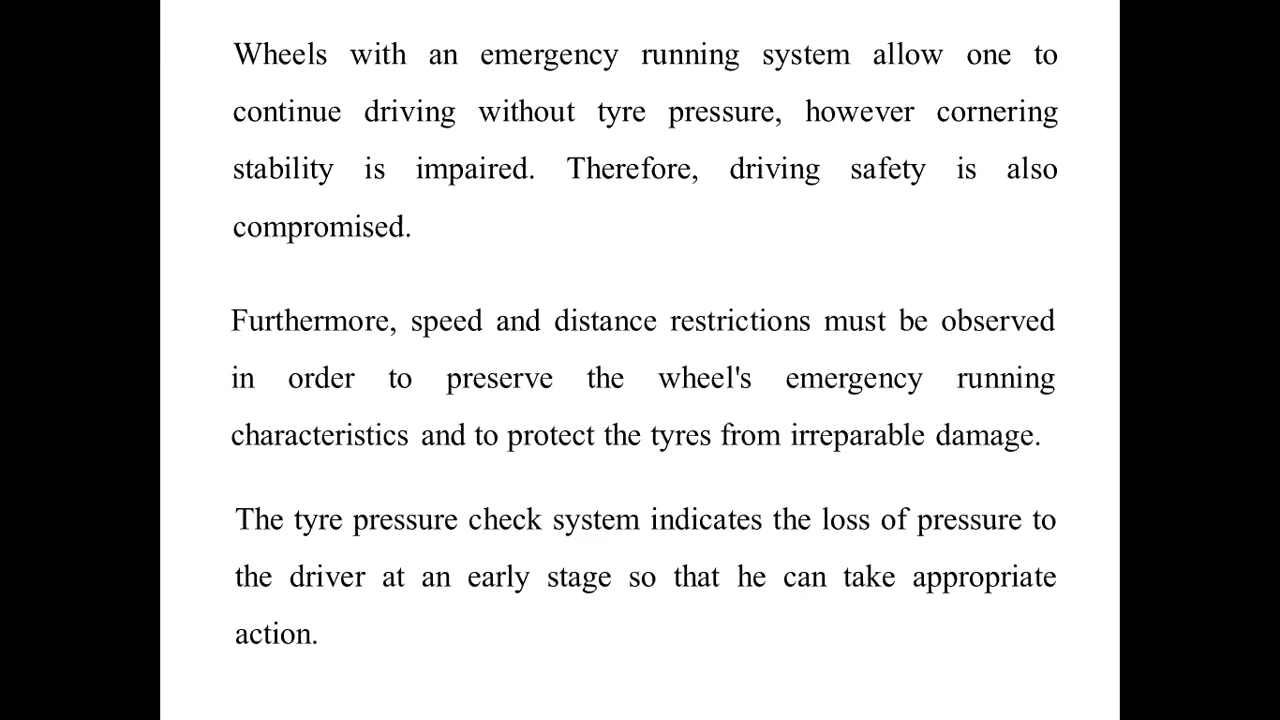 Wheels with an emergency running system allow one to
continue driving without tyre pressure, however cornering
stability is impaired. Therefore, driving safety is also
compromised.
Furthermore, speed and distance restrictions must be observed
in order to preserve the wheel's emergency running
characteristics and to protect the tyres from irreparable damage.
The tyre pressure check system indicates the loss of pressure to
the driver at an early stage so that he can take appropriate
action.